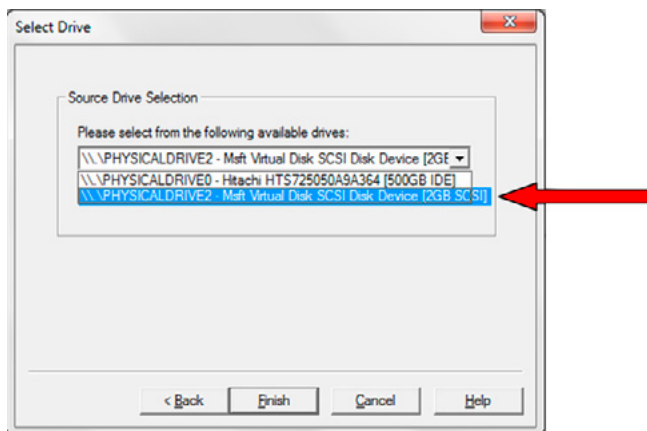 Select Drive
Source Drive Selection
Please select from the following available drives:
\\.\PHYSICALDRIVE2 - Msft Virtual Disk SCSI Disk Device [2GE
\\.\PHYSICALDRIVE0 - Hitachi HTS725050A9A364 [500GB IDE]
\\.\PHYSICALDRIVE2 - Msft Virtual Disk SCSI Disk Device [2GB SCSI]
< Back Finish Cancel Help